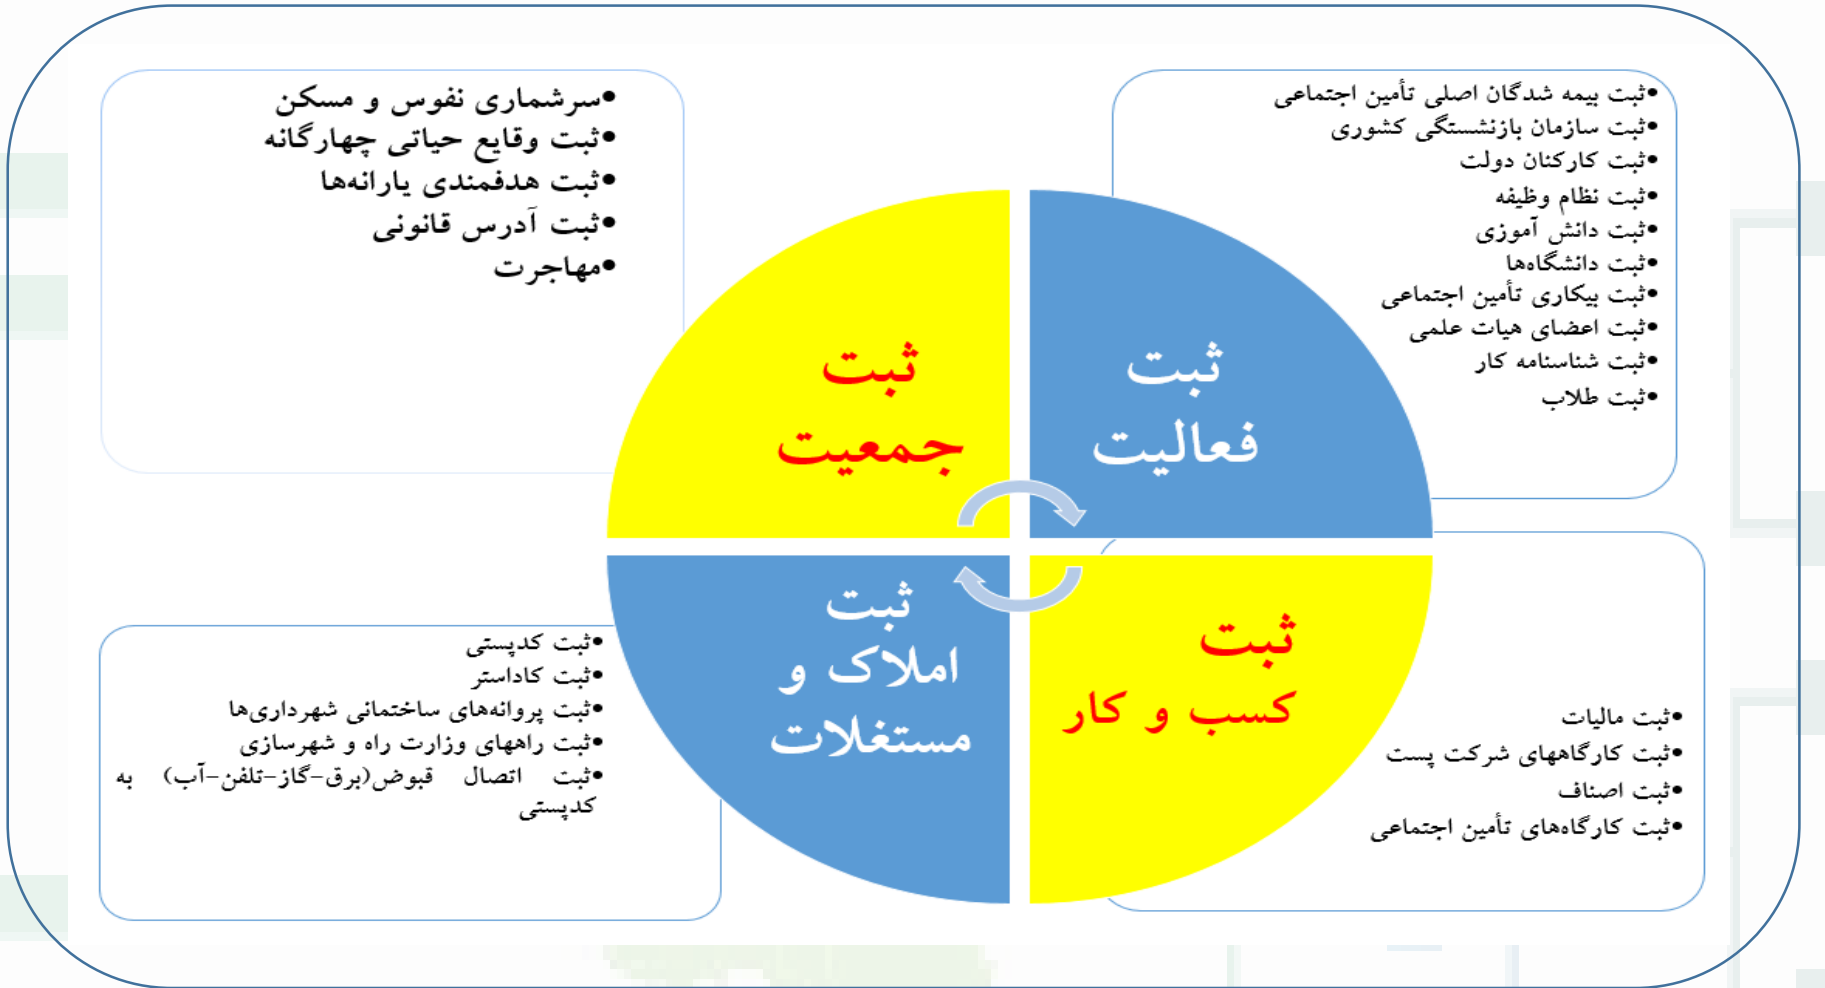 •ثبت بیمه شدگان اصلی تأمین اجتماعی
•ثبت سازمان بازنشستگی کشوری
•ثبت کارکنان دولت
•ثبت نظام وظیفه
•ثبت دانش آموزی
•ثبت دانشگاه‌ها
•ثبت بیکاری تأمین اجتماعی
•ثبت اعضای هیات علمی
•ثبت شناسنامه کار
•ثبت طلاب
ثبت
فعالیت
•سرشماری نفوس و مسکن
•ثبت وقایع حیاتی چهارگانه
•ثبت هدفمندی یارانه‌ها
•ثبت آدرس قانونی
•مهاجرت
ثبت
جمعیت
ثبت
کسب و کار
•ثبت مالیات
•ثبت کارگاههای شرکت پست
•ثبت اصناف
•ثبت کارگاه‌های تأمین اجتماعی
ثبت
املاک و
مستغلات
•ثبت کدپستی
•ثبت کاداستر
•ثبت پروانه‌های ساختمانی شهرداری‌ها
•ثبت راههای وزارت راه و شهرسازی
•ثبت اتصال قبوض(برق-گاز-تلفن-آب) به
کدپستی